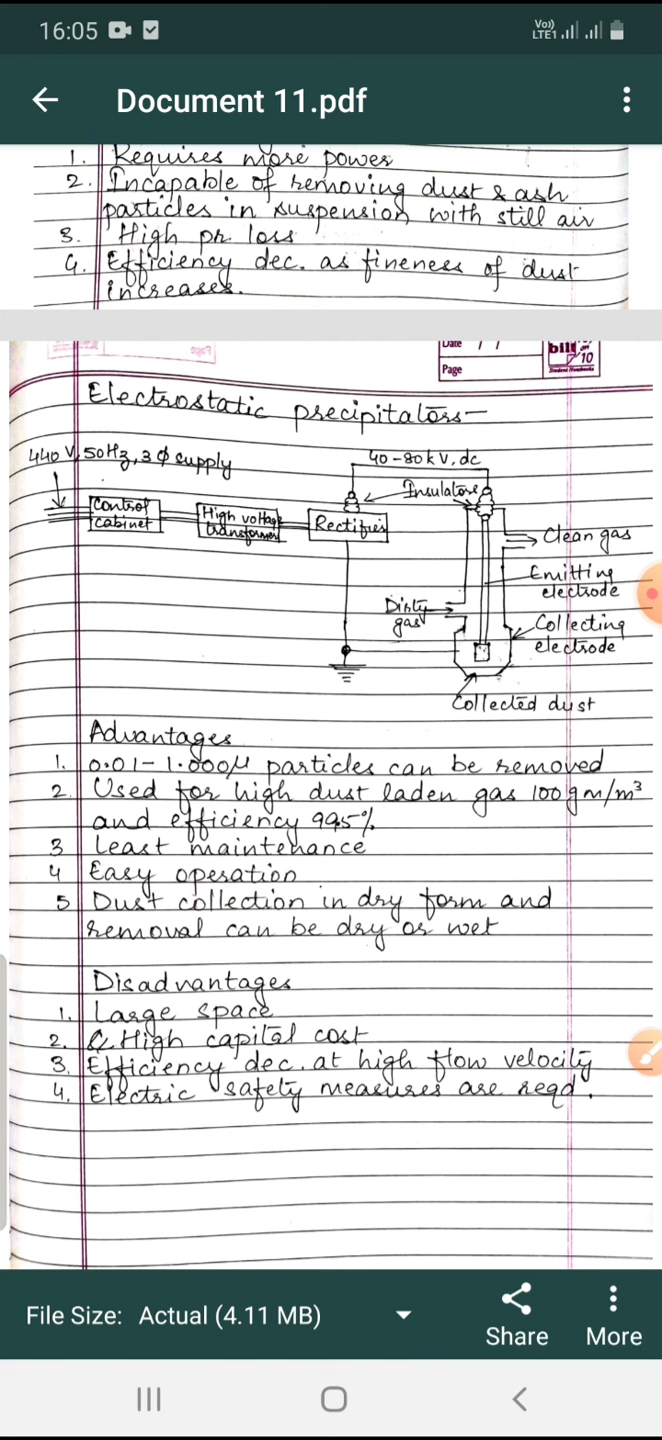 16:05
Vo)) LTE1
Document 11.pdf
1. Requires more power
2. Incapable of removing dust & ash
particles in suspension with still air
3. High pr. loss
4. Efficiency dec. as fineness of dust
increases.
Date / /
Page
bill
10
Student Notebooks
Electrostatic precipitators-
440 V, 50Hz, 3 φ supply
40-80kV, dc
Insulators
Control
cabinet
High voltage
transformer
Rectifier
Clean gas
Emitting
electrode
Dirty
gas
Collecting
electrode
Collected dust
Advantages
1. 0.01-1.000μ particles can be removed
2. Used for high dust laden gas 100gm/m³
and efficiency 99.5%
3 Least maintenance
4 Easy operation
5 Dust collection in dry form and
removal can be dry or wet
Disadvantages
1. Large space
2. High capital cost
3. Efficiency dec. at high flow velocity
4. Electric safety measures are reqd.
File Size: Actual (4.11 MB)
Share
More